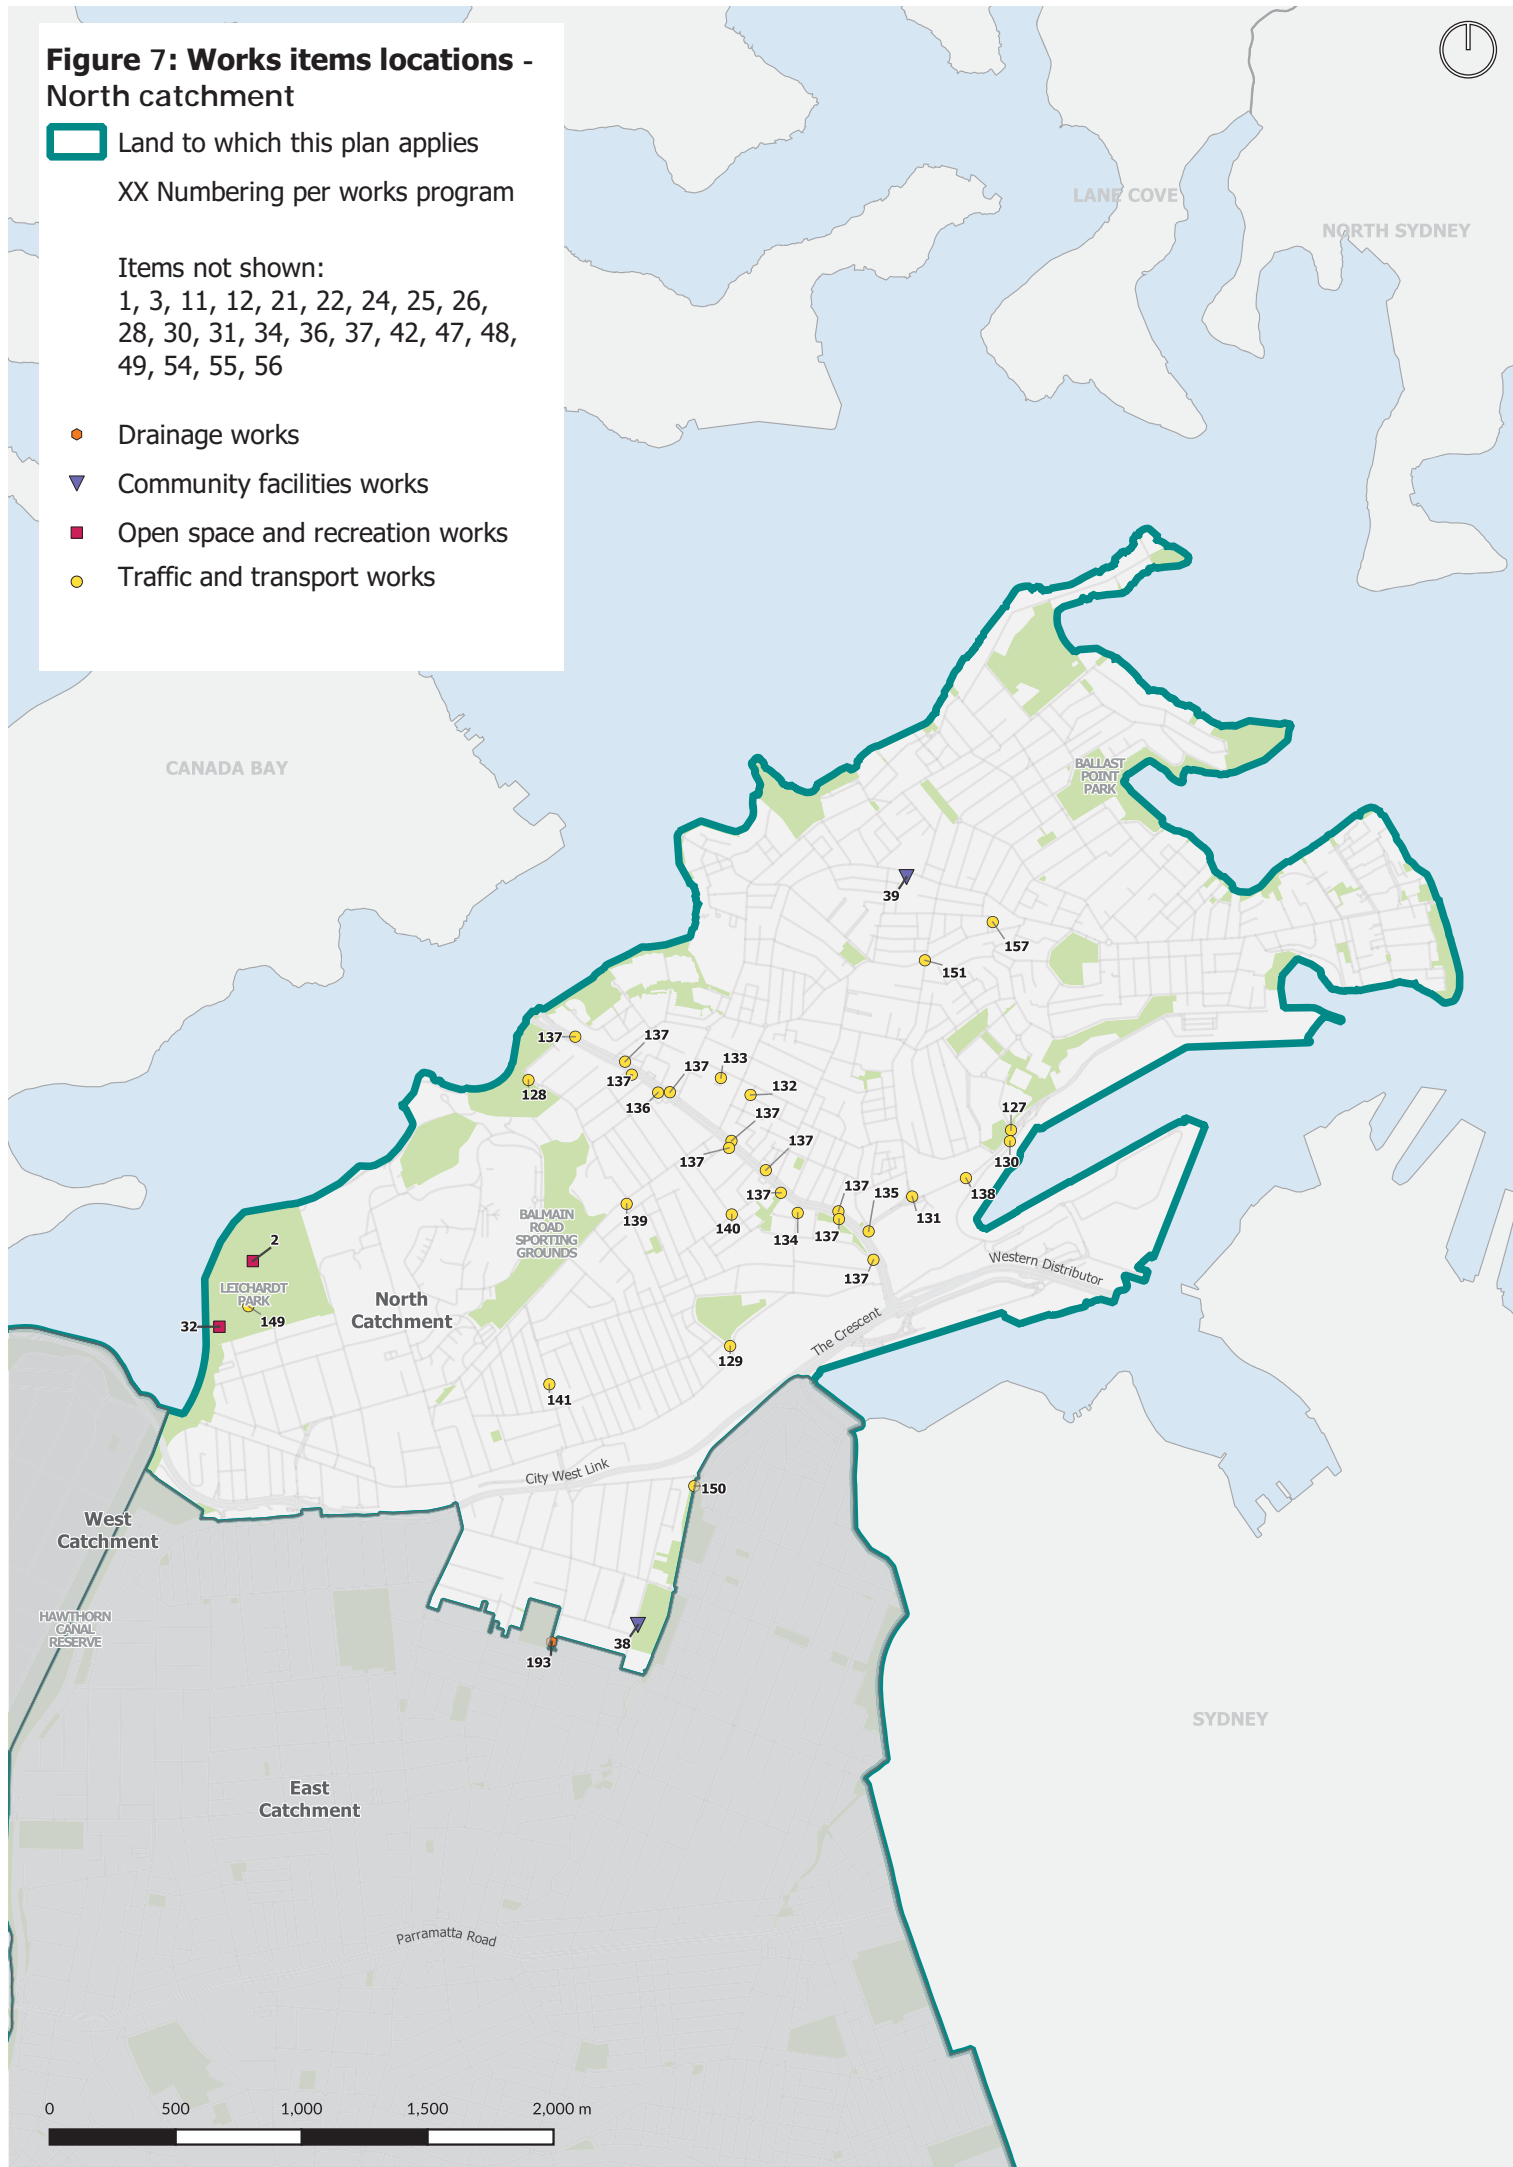 Figure 7: Works items locations -
North catchment
Land to which this plan applies
XX Numbering per works program
Items not shown:
1, 3, 11, 12, 21, 22, 24, 25, 26,
28, 30, 31, 34, 36, 37, 42, 47, 48,
49, 54, 55, 56
Drainage works
Community facilities works
Open space and recreation works
Traffic and transport works
LANE COVE
NORTH SYDNEY
CANADA BAY
BALLAST
POINT
PARK
39
157
151
137
137
137
137
133
136
132
128
137
137
137
127
130
137
138
137
135
131
139
140
134
137
137
BALMAIN
ROAD
SPORTING
GROUNDS
2
LEICHARDT
PARK
149
32
North
Catchment
Western Distributor
The Crescent
129
141
City West Link
150
West
Catchment
HAWTHORN
CANAL
RESERVE
38
193
SYDNEY
East
Catchment
Parramatta Road
0 500 1,000 1,500 2,000 m